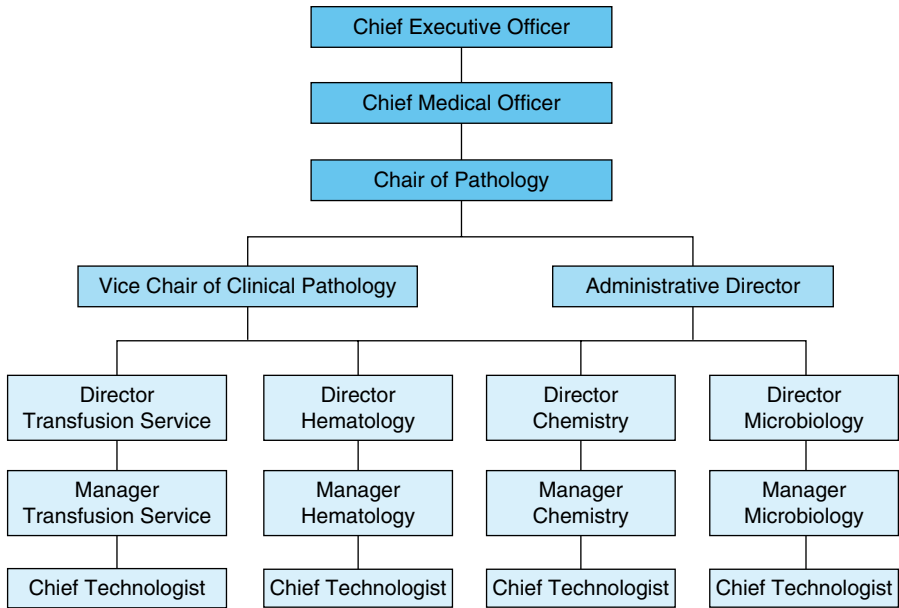 Chief Executive Officer
Chief Medical Officer
Chair of Pathology
Vice Chair of Clinical Pathology
Administrative Director
Director
Transfusion Service
Director
Hematology
Director
Chemistry
Director
Microbiology
Manager
Transfusion Service
Manager
Hematology
Manager
Chemistry
Manager
Microbiology
Chief Technologist
Chief Technologist
Chief Technologist
Chief Technologist